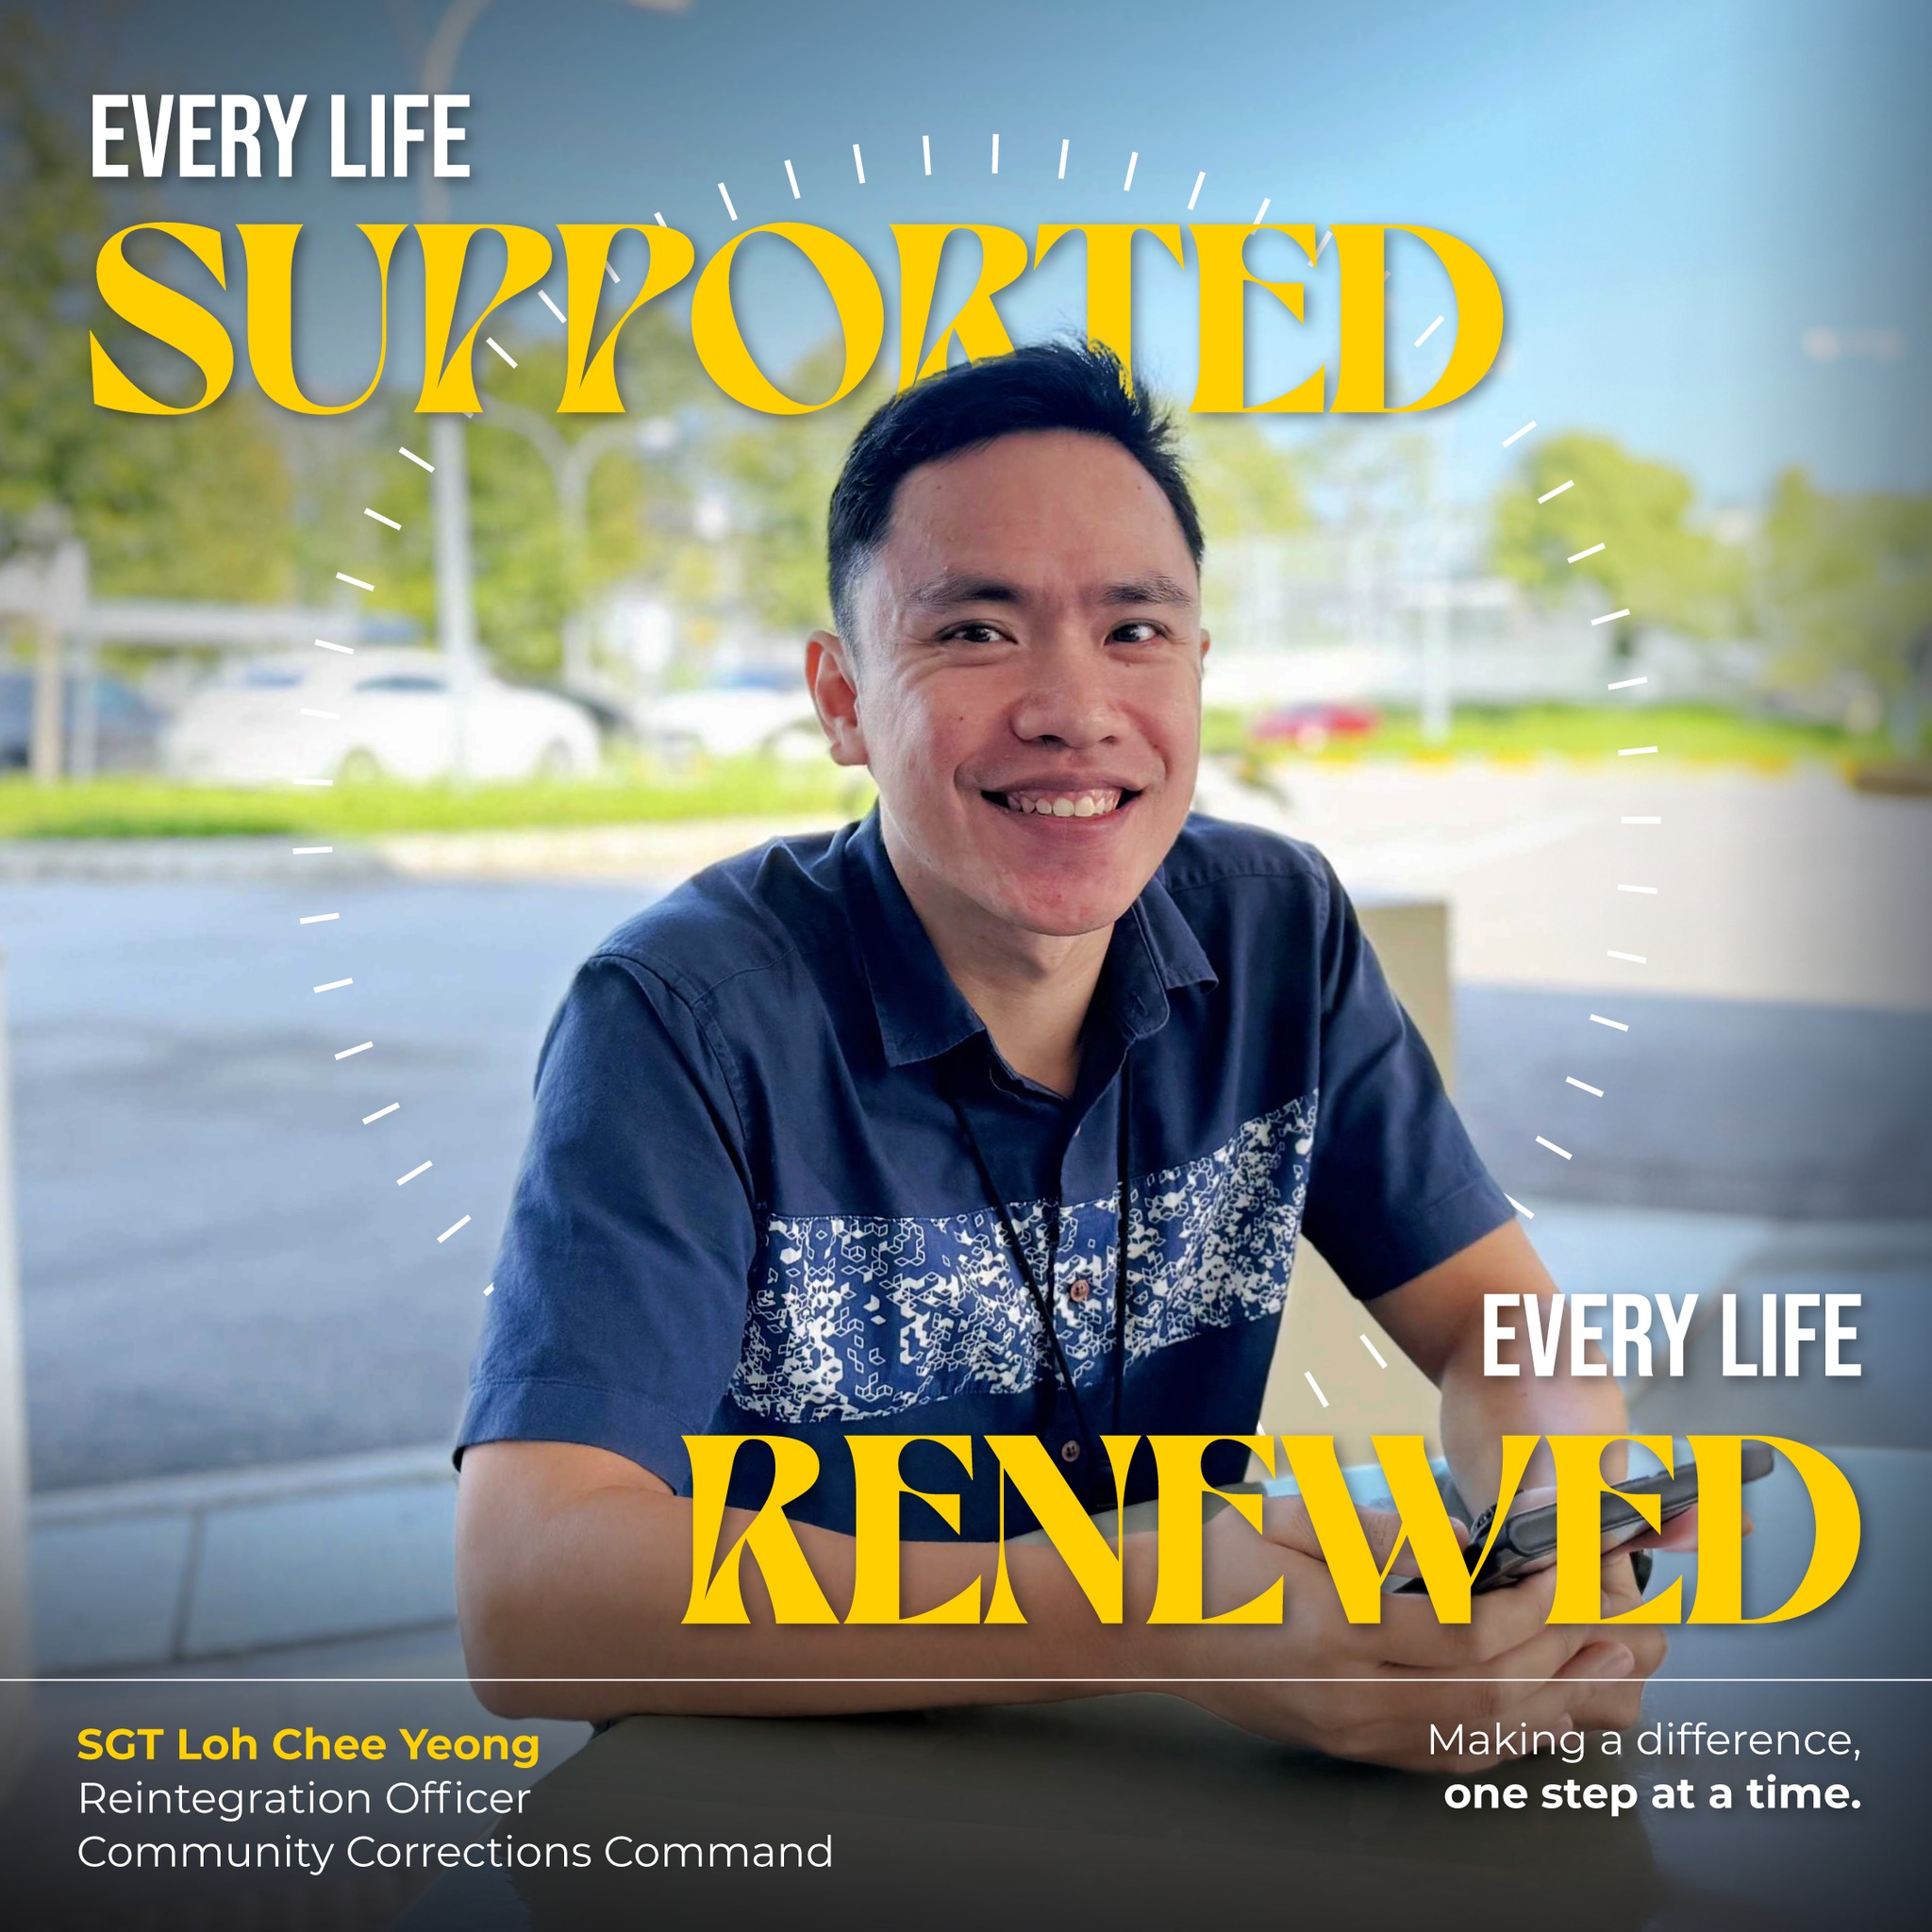 EVERY LIFE
SUPPORTED
EVERY LIFE
RENEWED
SGT Loh Chee Yeong
Reintegration Officer
Community Corrections Command
Making a difference,
one step at a time.